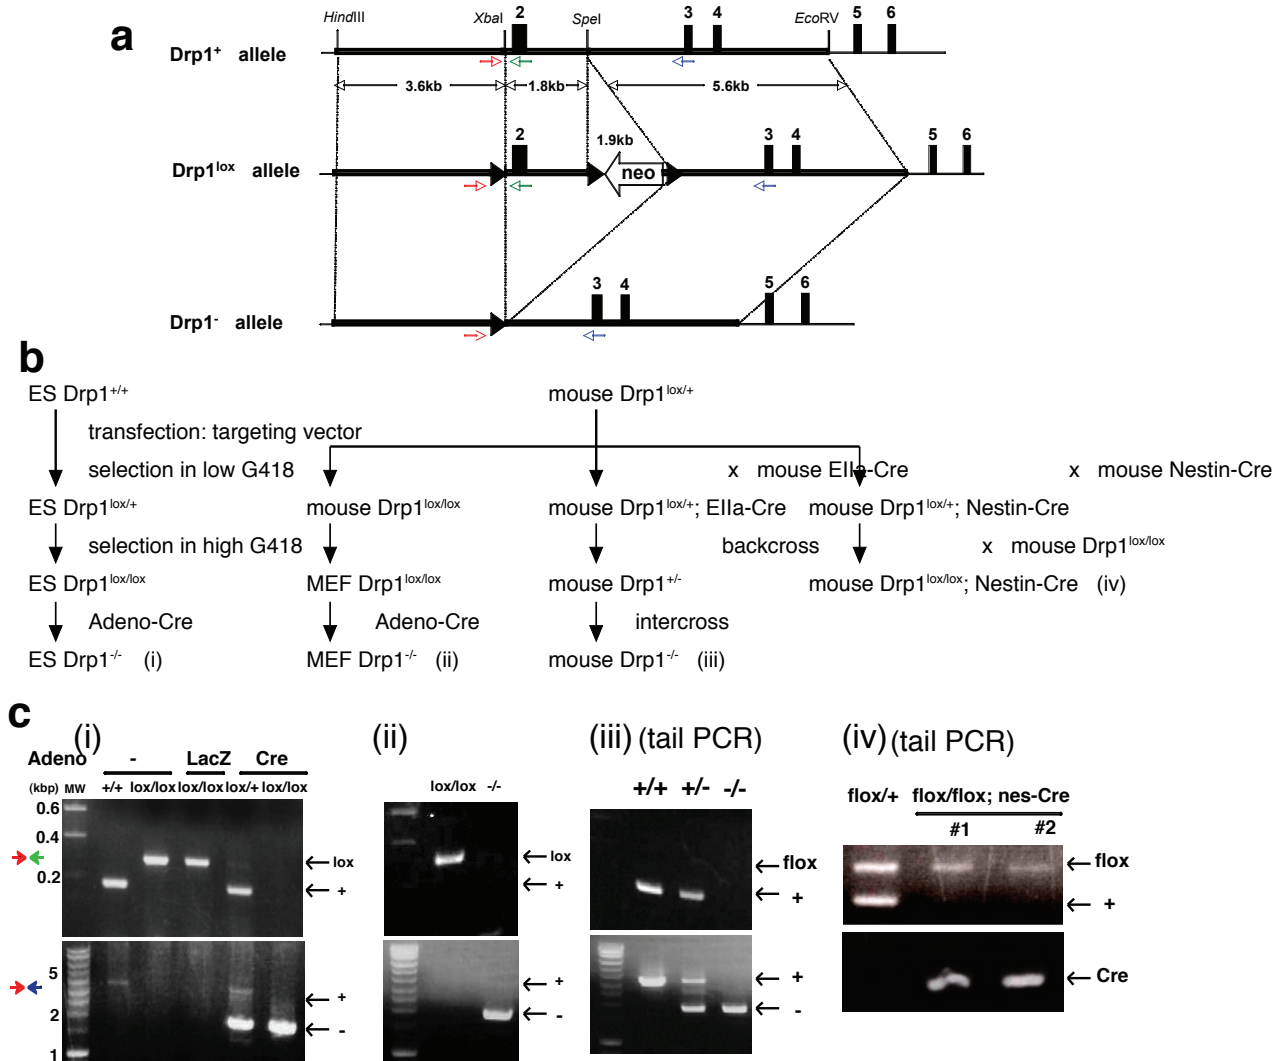 a
HindIII XbaI 2 SpeI 3 4 EcoRV 5 6
Drp1+ allele
3.6kb 1.8kb 5.6kb
2 1.9kb 3 4 5 6
Drp1lox allele
neo
3 4 5 6
Drp1- allele
b
ES Drp1+/+ mouse Drp1lox/+
transfection: targeting vector
selection in low G418 x mouse EIIa-Cre x mouse Nestin-Cre
ES Drp1lox/+ mouse Drp1lox/lox mouse Drp1lox/+; EIIa-Cre mouse Drp1lox/+; Nestin-Cre
selection in high G418 backcross x mouse Drp1lox/lox
ES Drp1lox/lox MEF Drp1lox/lox mouse Drp1+/- mouse Drp1lox/lox; Nestin-Cre (iv)
Adeno-Cre Adeno-Cre intercross
ES Drp1-/- (i) MEF Drp1-/- (ii) mouse Drp1-/- (iii)
c
(i)
Adeno - LacZ Cre
(kbp) MW +/+ lox/lox lox/lox lox/+ lox/lox
0.6
0.4
0.2
lox
+
5
2
1
+
-
(ii)
lox/lox -/-
lox
+
+
-
(iii) (tail PCR)
+/+ +/- -/-
flox
+
+
-
(iv) (tail PCR)
flox/+ flox/flox; nes-Cre
#1 #2
flox
+
Cre